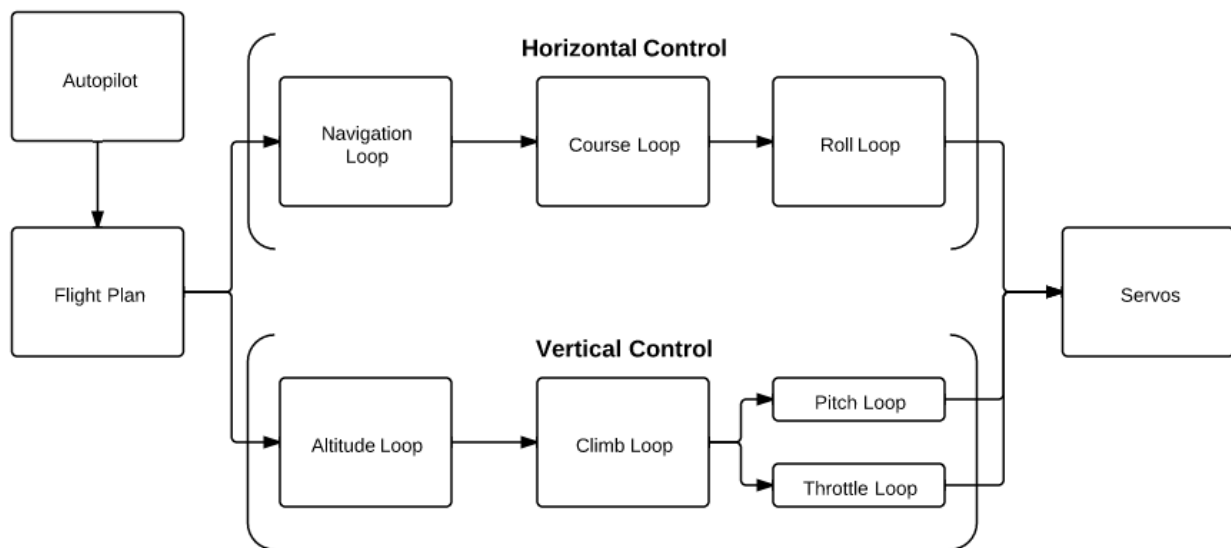 Autopilot
Flight Plan
Horizontal Control
Navigation
Loop
Course Loop
Roll Loop
Vertical Control
Altitude Loop
Climb Loop
Pitch Loop
Throttle Loop
Servos